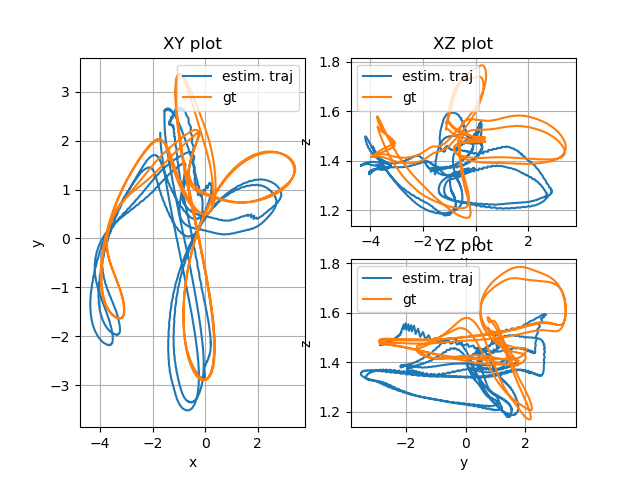 XY plot
estim. traj
gt
3
2
1
0
−1
−2
−3
y
−4
−2
0
2
x
XZ plot
estim. traj
gt
1.8
1.6
1.4
1.2
z
−4
−2
0
2
YZ plot
estim. traj
gt
1.8
1.6
1.4
1.2
z
−2
0
2
y